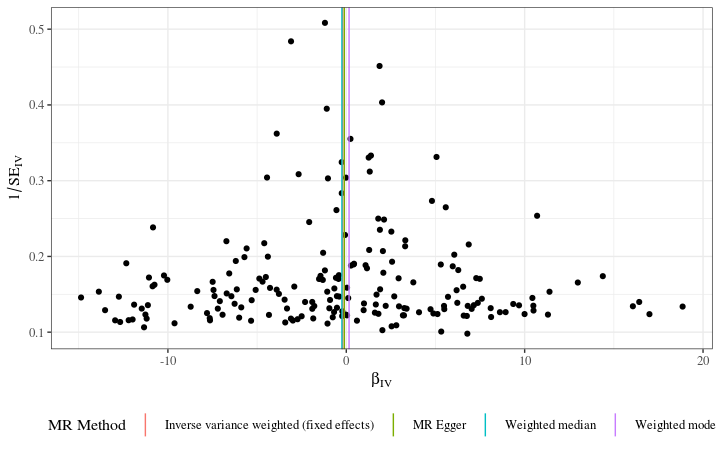 0.5
0.4
0.3
0.2
0.1
1/SE_IV
-10
0
10
20
β_IV
MR Method
Inverse variance weighted (fixed effects)
MR Egger
Weighted median
Weighted mode